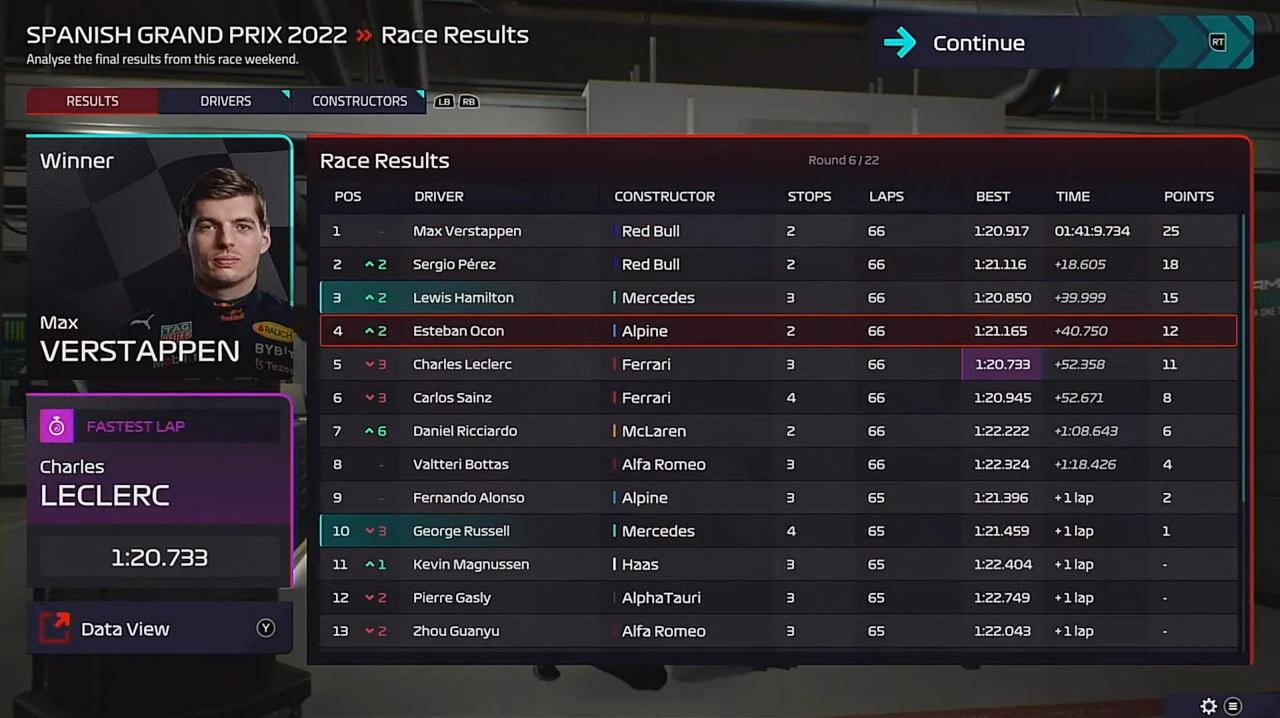 SPANISH GRAND PRIX 2022 » Race Results
Analyse the final results from this race weekend.
Continue RT
RESULTS DRIVERS CONSTRUCTORS LB RB
Winner
TAG HEUER
RAUCH
BYBIT
Tezos
Max
VERSTAPPEN
FASTEST LAP
Charles
LECLERC
1:20.733
Data View Y
Race Results Round 6 / 22
POS DRIVER CONSTRUCTOR STOPS LAPS BEST TIME POINTS
1 - Max Verstappen Red Bull 2 66 1:20.917 01:41:9.734 25
2 2 Sergio Pérez Red Bull 2 66 1:21.116 +18.605 18
3 2 Lewis Hamilton Mercedes 3 66 1:20.850 +39.999 15
4 2 Esteban Ocon Alpine 2 66 1:21.165 +40.750 12
5 3 Charles Leclerc Ferrari 3 66 1:20.733 +52.358 11
6 3 Carlos Sainz Ferrari 4 66 1:20.945 +52.671 8
7 6 Daniel Ricciardo McLaren 2 66 1:22.222 +1:08.643 6
8 - Valtteri Bottas Alfa Romeo 3 66 1:22.324 +1:18.426 4
9 - Fernando Alonso Alpine 3 65 1:21.396 +1 lap 2
10 3 George Russell Mercedes 4 65 1:21.459 +1 lap 1
11 1 Kevin Magnussen Haas 3 65 1:22.404 +1 lap -
12 2 Pierre Gasly AlphaTauri 3 65 1:22.749 +1 lap -
13 2 Zhou Guanyu Alfa Romeo 3 65 1:22.043 +1 lap -